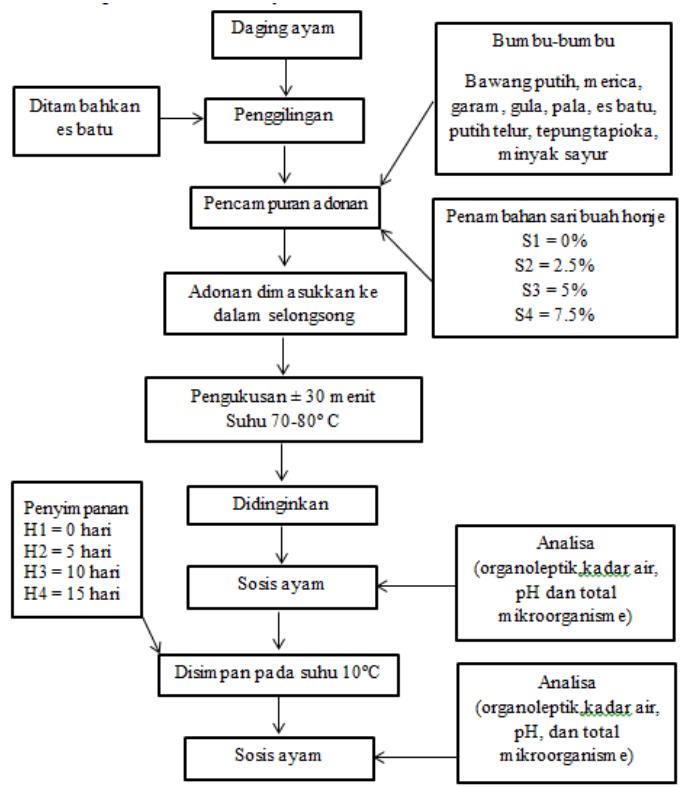 Daging ayam
Bumbu-bumbu
Bawang putih, merica,
garam, gula, pala, es batu,
putih telur, tepung tapioka,
minyak sayur
Ditambahkan
es batu
Penggilingan
Pencampuran adonan
Penambahan sari buah honje
S1 = 0%
S2 = 2.5%
S3 = 5%
S4 = 7.5%
Adonan dimasukkan ke
dalam selongsong
Pengukusan ± 30 menit
Suhu 70-80° C
Didinginkan
Penyimpanan
H1 = 0 hari
H2 = 5 hari
H3 = 10 hari
H4 = 15 hari
Sosis ayam
Analisa
(organoleptik,kadar air,
pH dan total
mikroorganisme)
Disimpan pada suhu 10°C
Analisa
(organoleptik,kadar air,
pH, dan total
mikroorganisme)
Sosis ayam